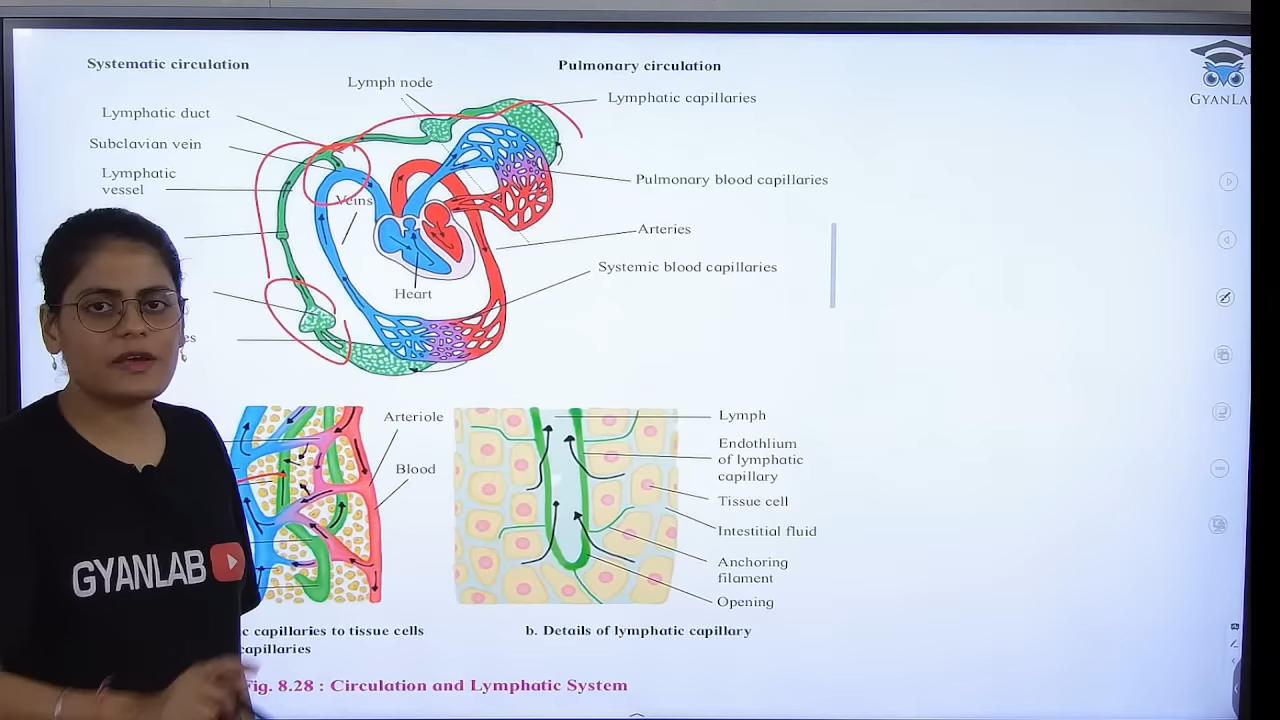 Systematic circulation
Pulmonary circulation
Lymph node
Lymphatic capillaries
Lymphatic duct
Subclavian vein
Lymphatic
vessel
Veins
Pulmonary blood capillaries
Arteries
Systemic blood capillaries
Heart
es
Arteriole
Blood
Lymph
Endothlium
of lymphatic
capillary
Tissue cell
Intestitial fluid
Anchoring
filament
Opening
c capillaries to tissue cells
capillaries
b. Details of lymphatic capillary
Fig. 8.28 : Circulation and Lymphatic System
GYANLAB
GYANLA